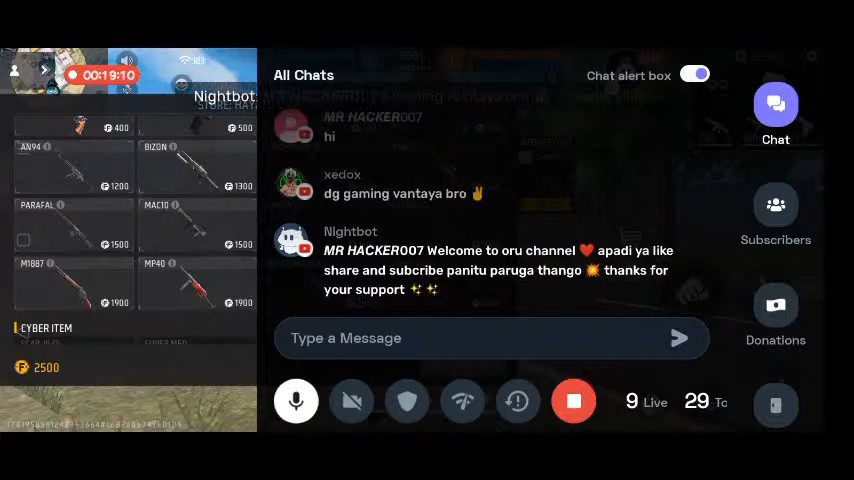 00:19:10
Nightbot
400
500
AN94
1200
BIZON
1300
PARAFAL
1500
MAC10
1500
M1887
1900
MP40
1900
CYBER ITEM
2500
All Chats
Chat alert box
MR HACKER007
hi
xedox
dg gaming vantaya bro ✌
NIghtbot
MR HACKER007 Welcome to oru channel ❤ apadi ya like
share and subcribe panitu paruga thango 💥 thanks for
your support ✨ ✨
Type a Message
9 Live
29 To
Chat
Subscribers
Donations